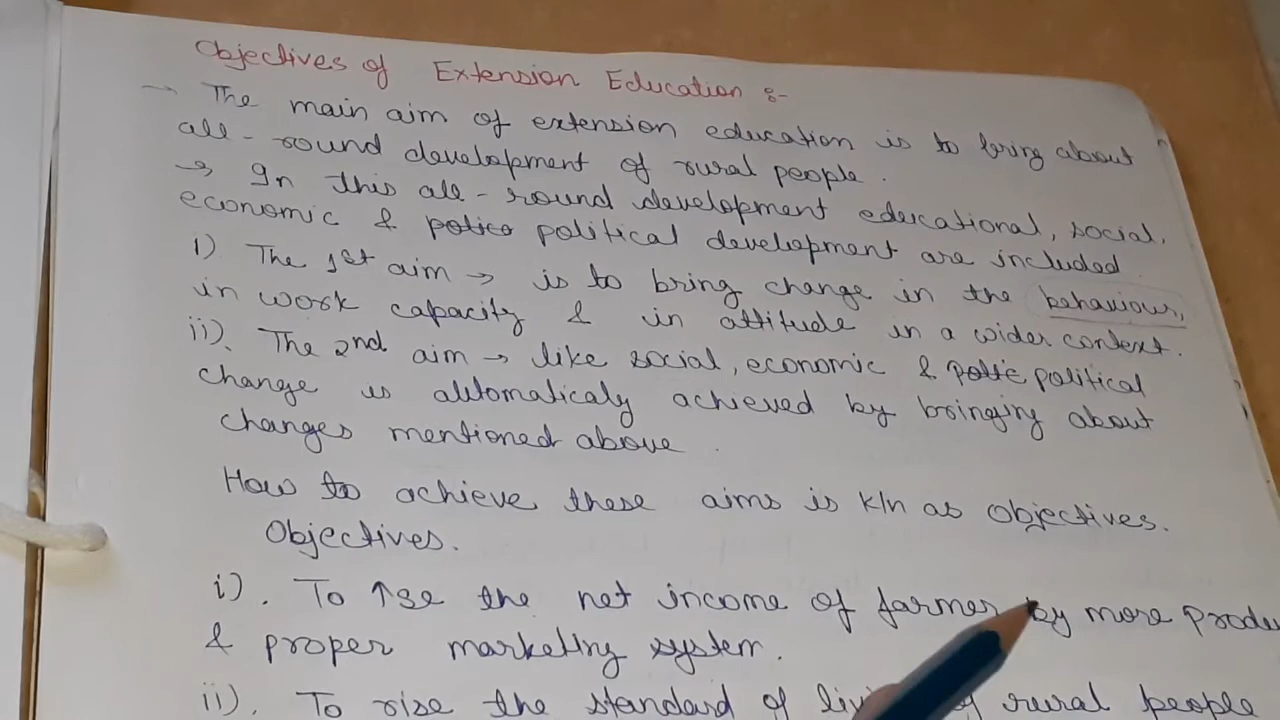 Objectives of Extension Education :-
→ The main aim of extension education is to bring about
all-round development of rural people.
→ In this all-round development educational, social,
economic & politico political development are included
i) The 1st aim → is to bring change in the behaviour,
in work capacity & in attitude in a wider context.
ii). The 2nd aim → like social, economic & politic political
change is automaticaly achieved by bringing about
changes mentioned above.
How to achieve these aims is k/n as objectives.
Objectives.
i). To ↑se the net income of farmer by more
& proper marketing system.
ii). To rise the standard of rural people